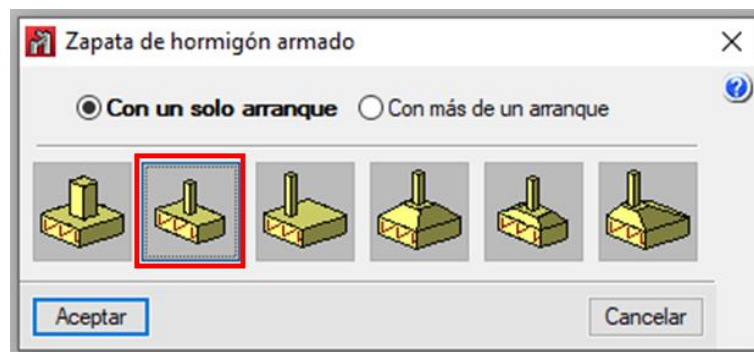 Zapata de hormigón armado
Con un solo arranque Con más de un arranque
Aceptar Cancelar